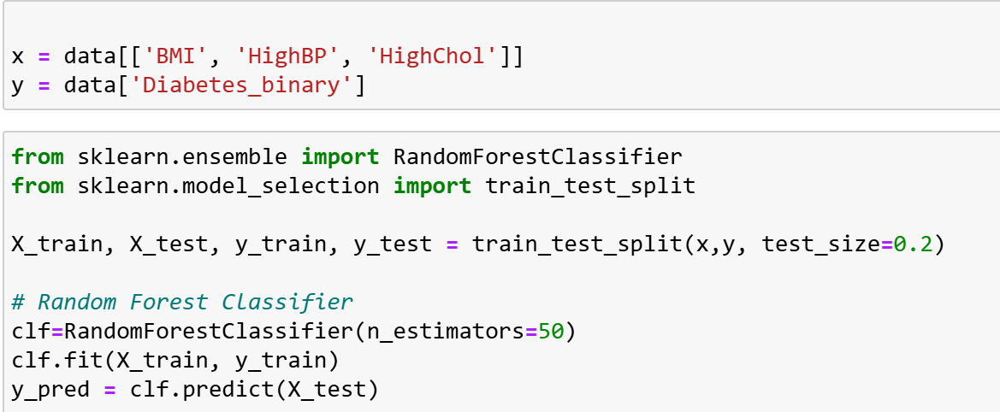 x = data[['BMI', 'HighBP', 'HighChol']]
y = data['Diabetes_binary']
from sklearn.ensemble import RandomForestClassifier
from sklearn.model_selection import train_test_split
X_train, X_test, y_train, y_test = train_test_split(x,y, test_size=0.2)
# Random Forest Classifier
clf=RandomForestClassifier(n_estimators=50)
clf.fit(X_train, y_train)
y_pred = clf.predict(X_test)